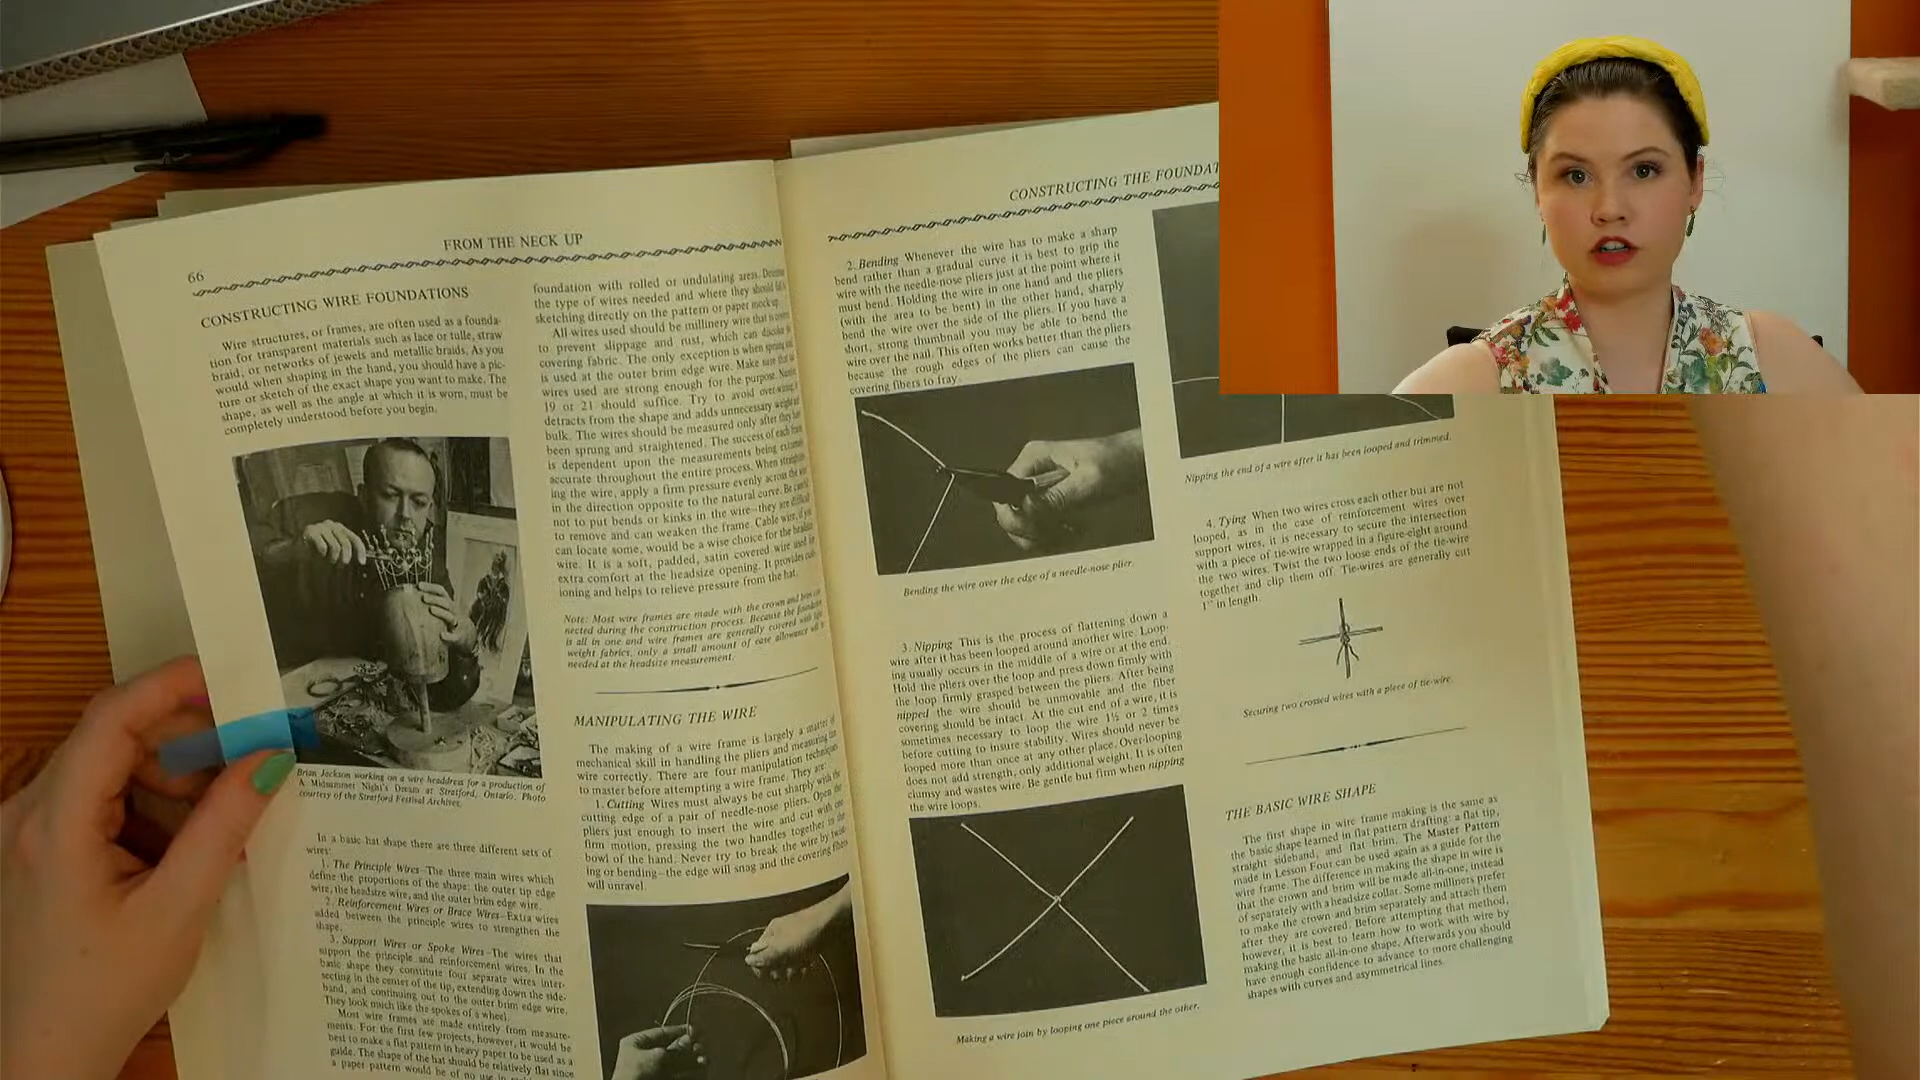 66
FROM THE NECK UP
CONSTRUCTING WIRE FOUNDATIONS
Wire structures, or frames, are often used as a founda-
tion for transparent materials such as lace or tulle, straw
braid, or networks of jewels and metallic braids. As you
would when shaping in the hand, you should have a pic-
ture or sketch of the exact shape you want to make. The
shape, as well as the angle at which it is worn, must be
completely understood before you begin.
Brian Jackson working on a wire headdress for a production of
A Midsummer Night's Dream at Stratford, Ontario. Photo
courtesy of the Stratford Festival Archives.
In a basic hat shape there are three different sets of
wires:
1. The Principle Wires—The three main wires which
define the proportions of the shape: the outer tip edge
wire, the headsize wire, and the outer brim edge wire.
2. Reinforcement Wires or Brace Wires—Extra wires
added between the principle wires to strengthen the
shape.
3. Support Wires or Spoke Wires—The wires that
support the principle and reinforcement wires. In the
basic shape they constitute four separate wires inter-
secting in the center of the tip, extending down the side-
band, and continuing out to the outer brim edge wire.
They look much like the spokes of a wheel.
Most wire frames are made entirely from measure-
ments. For the first few projects, however, it would be
best to make a flat pattern in heavy paper to be used as a
guide. The shape of the hat should be relatively flat since
a paper pattern would be of no use in
foundation with rolled or undulating areas.
the type of wires needed and where they should
sketching directly on the pattern or paper mock-up.
All wires used should be millinery wire that is
to prevent slippage and rust, which can
covering fabric. The only exception is when
is used at the outer brim edge wire. Make sure
wires used are strong enough for the purpose.
19 or 21 should suffice. Try to avoid
detracts from the shape and adds unnecessary weight
bulk. The wires should be measured only after they
been sprung and straightened. The success of each
is dependent upon the measurements being
accurate throughout the entire process. When
ing the wire, apply a firm pressure evenly across the
in the direction opposite to the natural curve. Be
not to put bends or kinks in the wire—they are difficult
to remove and can weaken the frame. Cable wire, if you
can locate some, would be a wise choice for the headsize
wire. It is a soft, padded, satin covered wire used
extra comfort at the headsize opening. It provides
ioning and helps to relieve pressure from the hat.
Note: Most wire frames are made with the crown and brim
nected during the construction process. Because the foundation
is all in one and wire frames are generally covered with
weight fabrics, only a small amount of ease allowance
needed at the headsize measurement.
MANIPULATING THE WIRE
The making of a wire frame is largely a matter of
mechanical skill in handling the pliers and measuring the
wire correctly. There are four manipulation techniques
to master before attempting a wire frame. They are:
1. Cutting Wires must always be cut sharply with the
cutting edge of a pair of needle-nose pliers. Open the
pliers just enough to insert the wire and cut with one
firm motion, pressing the two handles together in the
bowl of the hand. Never try to break the wire by twist-
ing or bending—the edge will snag and the covering fibers
will unravel.
CONSTRUCTING THE FOUNDAT
2. Bending Whenever the wire has to make a sharp
bend rather than a gradual curve it is best to grip the
wire with the needle-nose pliers just at the point where it
must bend. Holding the wire in one hand and the pliers
(with the area to be bent) in the other hand, sharply
bend the wire over the side of the pliers. If you have a
short, strong thumbnail you may be able to bend the
wire over the nail. This often works better than the pliers
because the rough edges of the pliers can cause the
covering fibers to fray.
Bending the wire over the edge of a needle-nose plier.
3. Nipping This is the process of flattening down a
wire after it has been looped around another wire. Loop-
ing usually occurs in the middle of a wire or at the end.
Hold the pliers over the loop and press down firmly with
the loop firmly grasped between the pliers. After being
nipped the wire should be unmovable and the fiber
covering should be intact. At the cut end of a wire, it is
sometimes necessary to loop the wire 1½ or 2 times
before cutting to insure stability. Wires should never be
looped more than once at any other place. Over-looping
does not add strength, only additional weight. It is often
clumsy and wastes wire. Be gentle but firm when nipping
the wire loops.
Making a wire join by looping one piece around the other.
Nipping the end of a wire after it has been looped and trimmed.
4. Tying When two wires cross each other but are not
looped, as in the case of reinforcement wires over
support wires, it is necessary to secure the intersection
with a piece of tie-wire wrapped in a figure-eight around
the two wires. Twist the two loose ends of the tie-wire
together and clip them off. Tie-wires are generally cut
1" in length.
Securing two crossed wires with a piece of tie-wire.
THE BASIC WIRE SHAPE
The first shape in wire frame making is the same as
the basic shape learned in flat pattern drafting: a flat tip,
straight sideband, and flat brim. The Master Pattern
made in Lesson Four can be used again as a guide for the
wire frame. The difference in making the shape in wire is
that the crown and brim will be made all-in-one, instead
of separately with a headsize collar. Some milliners prefer
to make the crown and brim separately and attach them
after they are covered. Before attempting that method,
however, it is best to learn how to work with wire by
making the basic all-in-one shape. Afterwards you should
have enough confidence to advance to more challenging
shapes with curves and asymmetrical lines.